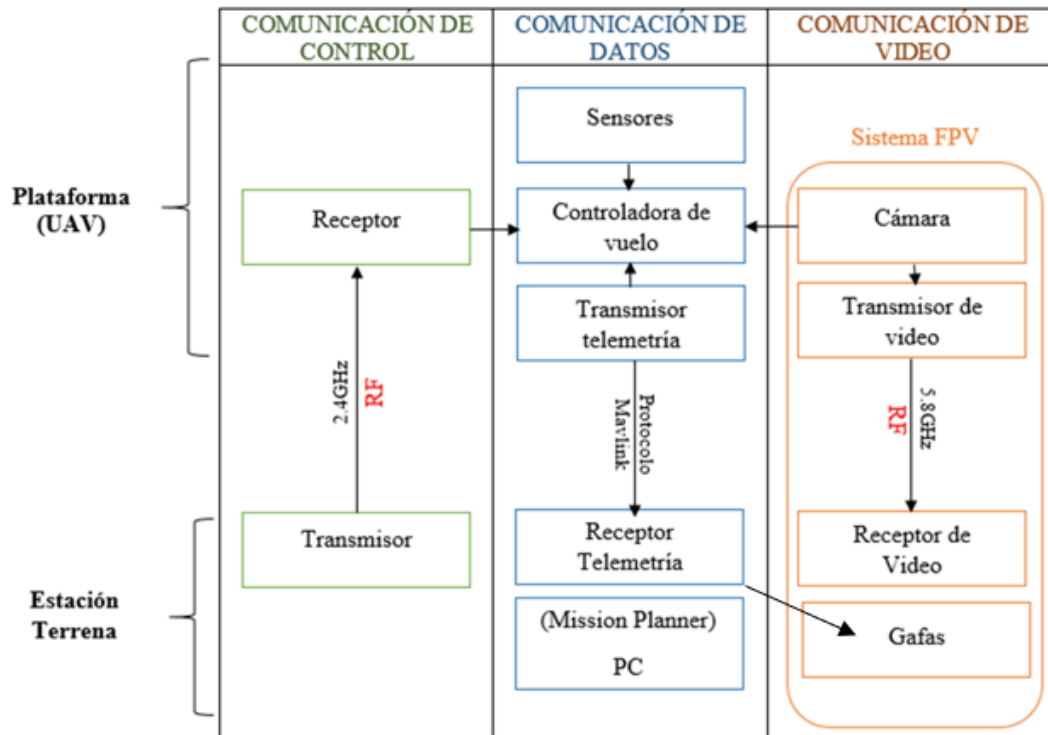 COMUNICACIÓN DE
CONTROL
COMUNICACIÓN DE
DATOS
COMUNICACIÓN DE
VIDEO
Plataforma
(UAV)
Sensores
Sistema FPV
Receptor
Controladora de
vuelo
Cámara
Transmisor
telemetría
Transmisor de
video
2.4GHz
RF
Protocolo
Mavlink
5.8GHz
RF
Estación
Terrena
Transmisor
Receptor
Telemetría
Receptor de
Video
(Mission Planner)
PC
Gafas